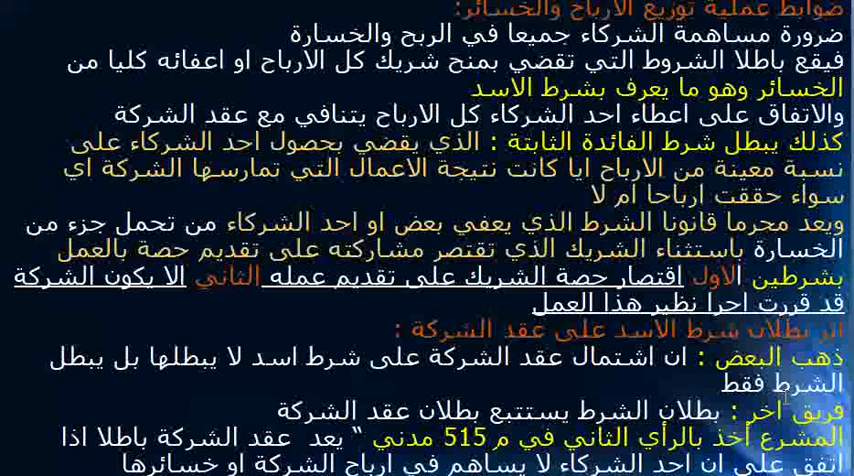 ضوابط عملية توزيع الارباح والخسائر:
ضرورة مساهمة الشركاء جميعا في الربح والخسارة
فيقع باطلا الشروط التي تقضي بمنح شريك كل الارباح او اعفائه كليا من
الخسائر وهو ما يعرف بشرط الاسد
والاتفاق على اعطاء احد الشركاء كل الارباح يتنافي مع عقد الشركة
كذلك يبطل شرط الفائدة الثابتة : الذي يقضي بحصول احد الشركاء على
نسبة معينة من الارباح ايا كانت نتيجة الاعمال التي تمارسها الشركة اي
سواء حققت ارباحا ام لا
ويعد مجرما قانونا الشرط الذي يعفي بعض او احد الشركاء من تحمل جزء من
الخسارة باستثناء الشريك الذي تقتصر مشاركته على تقديم حصة بالعمل
بشرطين الاول اقتصار حصة الشريك على تقديم عمله الثاني الا يكون الشركة
قد قررت اجرا نظير هذا العمل
اثر بطلان شرط الاسد على عقد الشركة :
ذهب البعض : ان اشتمال عقد الشركة على شرط اسد لا يبطلها بل يبطل
الشرط فقط
فريق اخر : بطلان الشرط يستتبع بطلان عقد الشركة
المشرع أخذ بالرأي الثاني في م 515 مدني " يعد عقد الشركة باطلا اذا
اتفق على ان احد الشركاء لا يساهم في ارباح الشركة او خسائرها